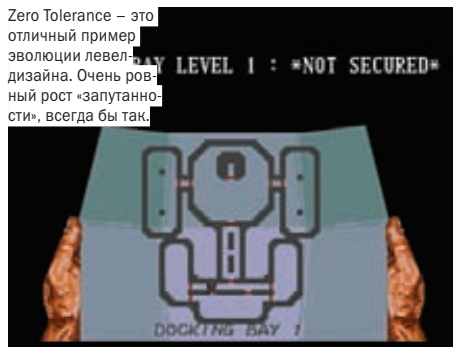 Zero Tolerance – это
отличный пример
эволюции левел-
дизайна. Очень ров-
ный рост «запутанно-
сти», всегда бы так.
BAY LEVEL 1 : *NOT SECURED*
DOCKING BAY 1